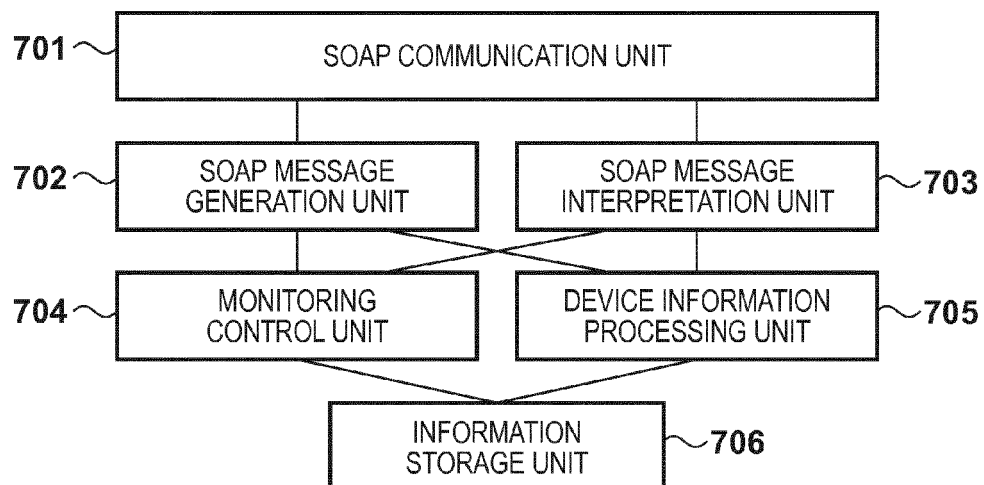 701
SOAP COMMUNICATION UNIT
702
SOAP MESSAGE
GENERATION UNIT
SOAP MESSAGE
INTERPRETATION UNIT
703
704
MONITORING
CONTROL UNIT
DEVICE INFORMATION
PROCESSING UNIT
705
INFORMATION
STORAGE UNIT
706